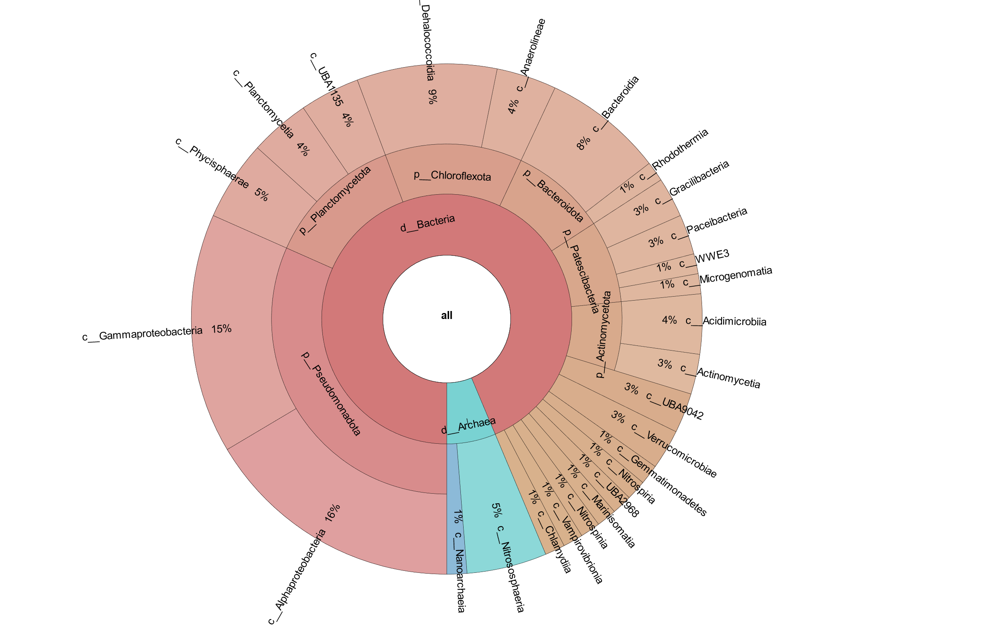 all
d__Bacteria
d__Archaea
p__Pseudomonadota
p__Planctomycetota
p__Chloroflexota
p__Bacteroidota
p__Patescibacteria
p__Actinomycetota
c__Alphaproteobacteria 16%
c__Gammaproteobacteria 15%
c__Phycisphaerae 5%
c__Planctomycetia 4%
c__UBA1135 4%
_Dehalococcoidia 9%
4% c__Anaerolineae
8% c__Bacteroidia
1% c__Rhodothermia
3% c__Gracilibacteria
3% c__Paceibacteria
1% c__WWE3
1% c__Microgenomatia
4% c__Acidimicrobiia
3% c__Actinomycetia
3% c__UBA9042
3% c__Verrucomicrobiae
1% c__Gemmatimonadetes
1% c__Nitrospiria
1% c__UBA2968
1% c__Marinisomatia
1% c__Nitrospinia
1% c__Vampirovibrionia
1% c__Chlamydiia
5% c__Nitrososphaeria
1% c__Nanoarchaeia